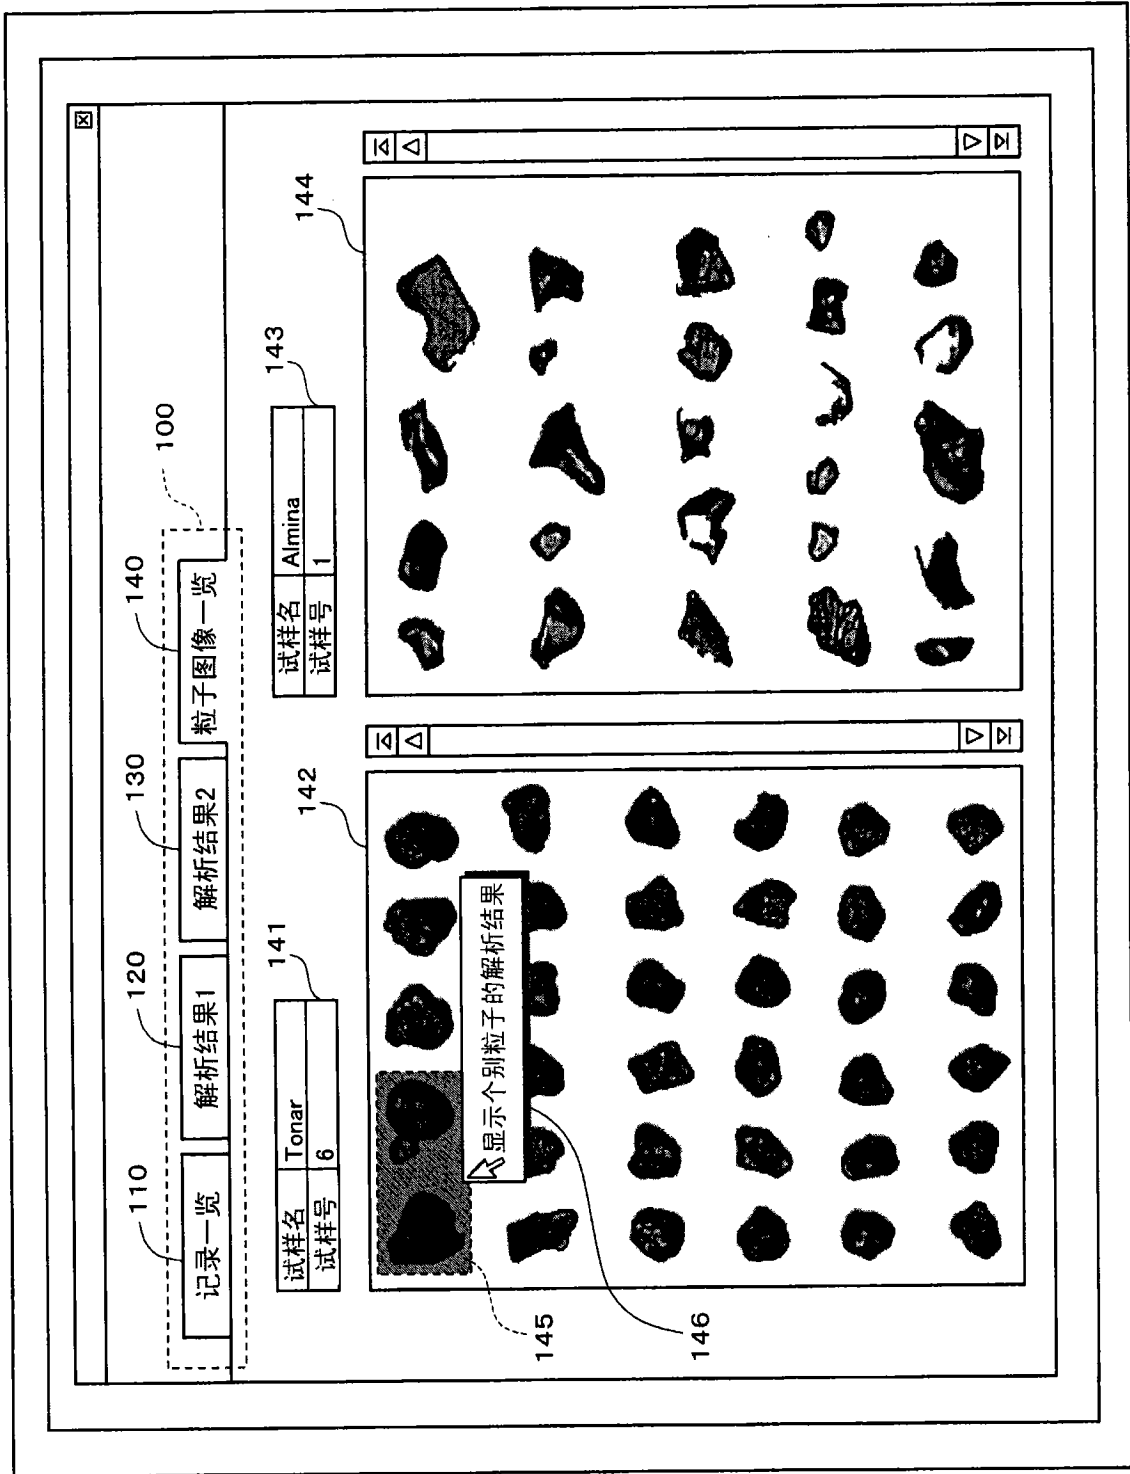 110
120
130
140
100
记录一览
解析结果1
解析结果2
粒子图像一览
141
试样名 Tonar
试样号 6
143
试样名 Almina
试样号 1
142
144
显示个别粒子的解析结果
145
146